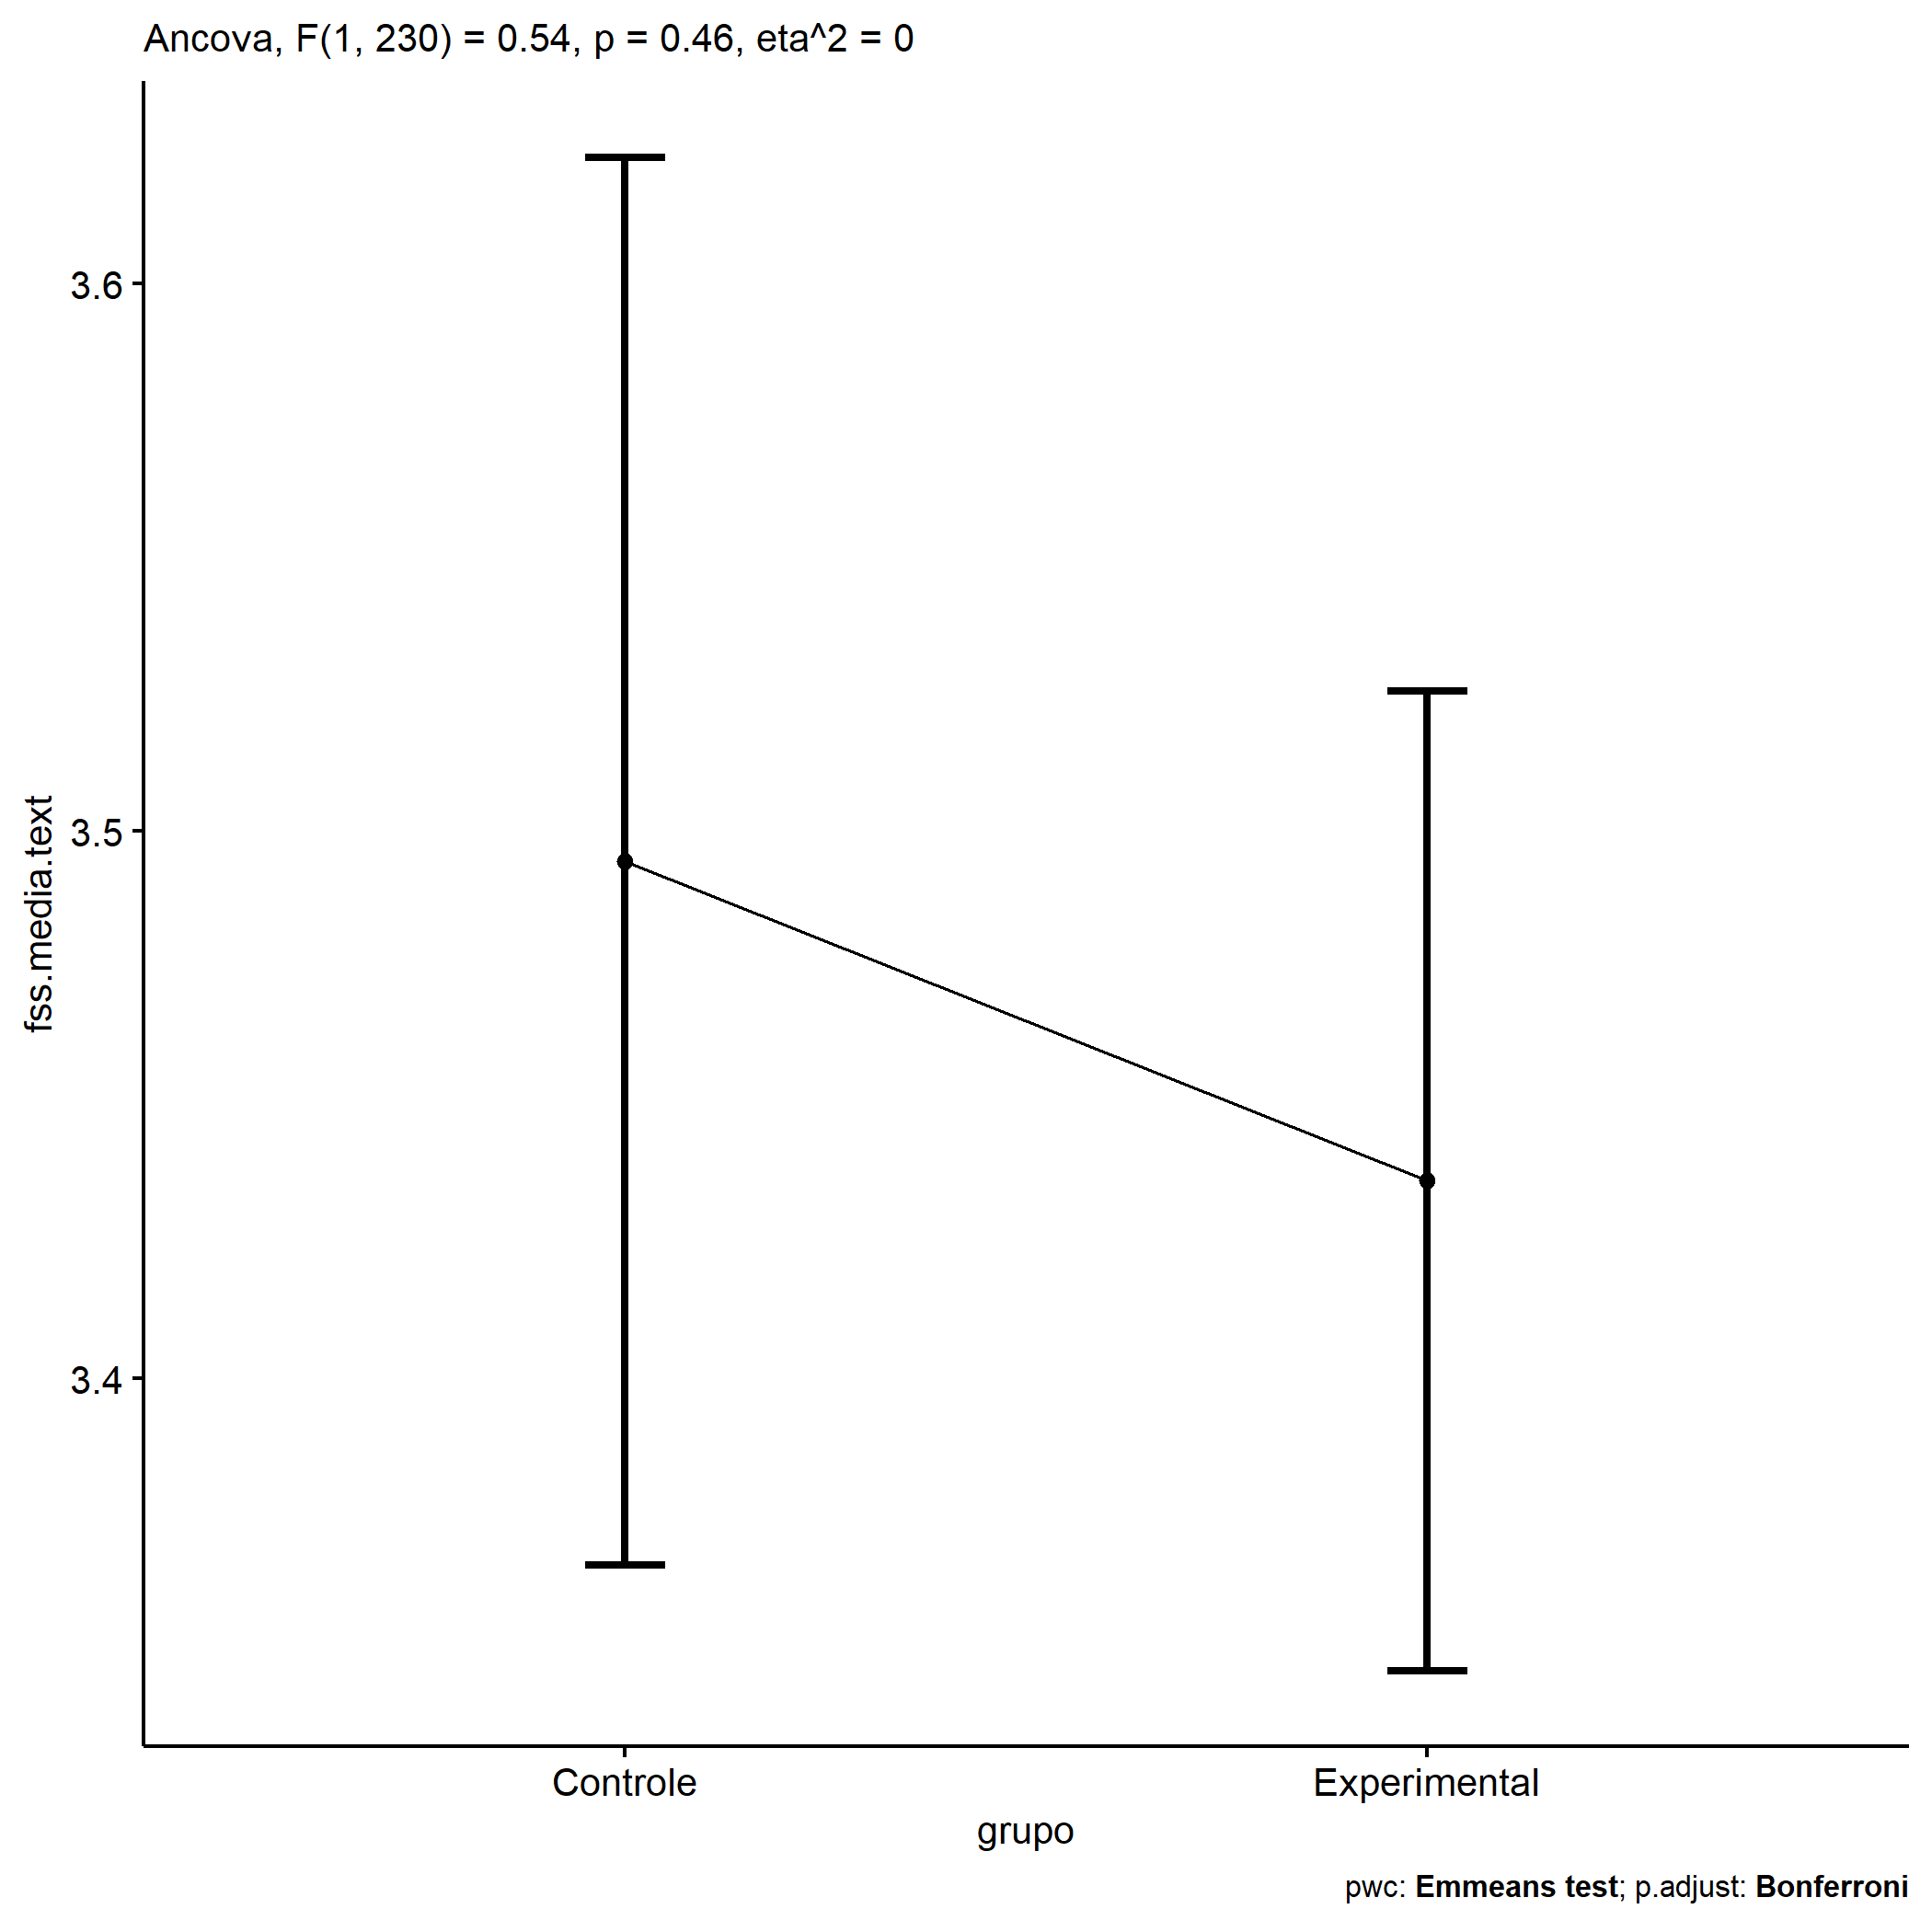 Ancova, F(1, 230) = 0.54, p = 0.46, eta^2 = 0
3.6
3.5
3.4
fss.media.text
Controle
Experimental
grupo
pwc: Emmeans test; p.adjust: Bonferroni